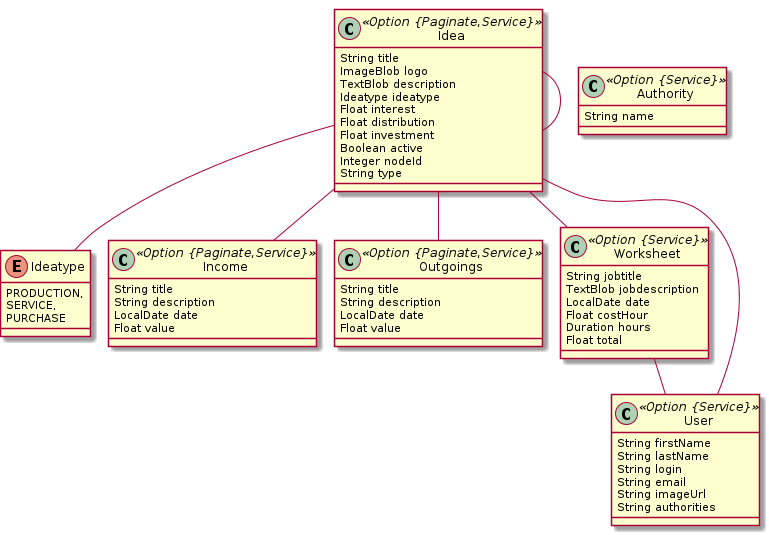 C «Option {Paginate,Service}»
Idea
String title
ImageBlob logo
TextBlob description
Ideatype ideatype
Float interest
Float distribution
Float investment
Boolean active
Integer nodeId
String type
C «Option {Service}»
Authority
String name
E Ideatype
PRODUCTION,
SERVICE,
PURCHASE
C «Option {Paginate,Service}»
Income
String title
String description
LocalDate date
Float value
C «Option {Paginate,Service}»
Outgoings
String title
String description
LocalDate date
Float value
C «Option {Service}»
Worksheet
String jobtitle
TextBlob jobdescription
LocalDate date
Float costHour
Duration hours
Float total
C «Option {Service}»
User
String firstName
String lastName
String login
String email
String imageUrl
String authorities